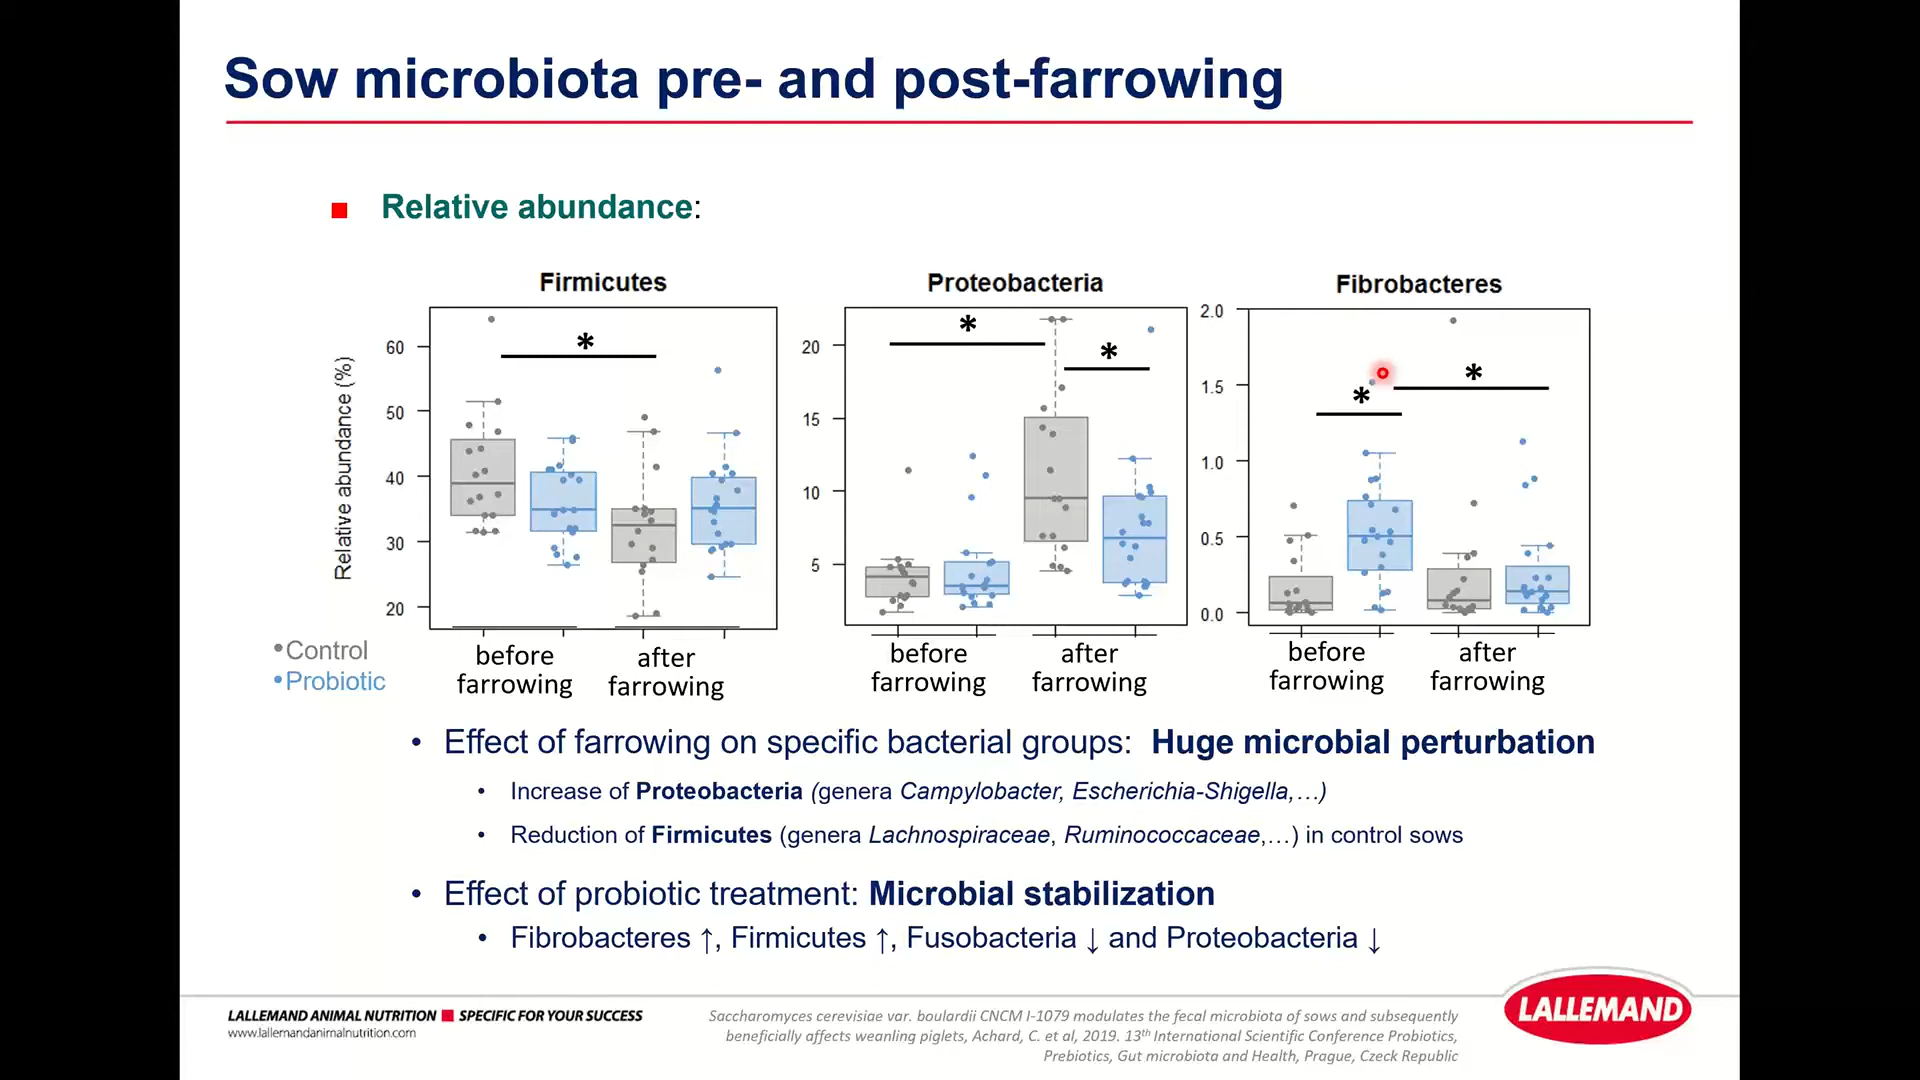 Sow microbiota pre- and post-farrowing
Relative abundance:
Firmicutes
Proteobacteria
Fibrobacteres
Relative abundance (%)
60
50
40
30
20
*
20
15
10
5
*
*
2.0
1.5
1.0
0.5
0.0
*
*
•Control
•Probiotic
before farrowing
after farrowing
before farrowing
after farrowing
before farrowing
after farrowing
• Effect of farrowing on specific bacterial groups: Huge microbial perturbation
• Increase of Proteobacteria (genera Campylobacter, Escherichia-Shigella,…)
• Reduction of Firmicutes (genera Lachnospiraceae, Ruminococcaceae,…) in control sows
• Effect of probiotic treatment: Microbial stabilization
• Fibrobacteres ↑, Firmicutes ↑, Fusobacteria ↓ and Proteobacteria ↓
LALLEMAND ANIMAL NUTRITION ■ SPECIFIC FOR YOUR SUCCESS
www.lallemandanimalnutrition.com
Saccharomyces cerevisiae var. boulardii CNCM I-1079 modulates the fecal microbiota of sows and subsequently
beneficially affects weanling piglets, Achard, C. et al, 2019. 13th International Scientific Conference Probiotics,
Prebiotics, Gut microbiota and Health, Prague, Czeck Republic
LALLEMAND